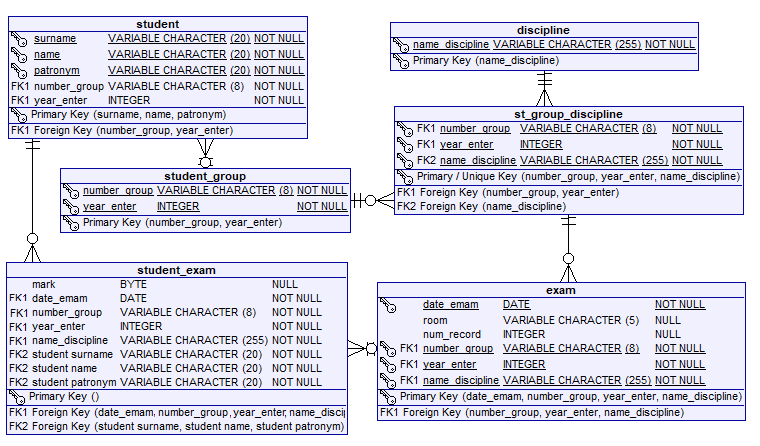 student
surname VARIABLE CHARACTER (20) NOT NULL
name VARIABLE CHARACTER (20) NOT NULL
patronym VARIABLE CHARACTER (20) NOT NULL
FK1 number_group VARIABLE CHARACTER (8) NOT NULL
FK1 year_enter INTEGER NOT NULL
Primary Key (surname, name, patronym)
FK1 Foreign Key (number_group, year_enter)
discipline
name_discipline VARIABLE CHARACTER (255) NOT NULL
Primary Key (name_discipline)
st_group_discipline
FK1 number_group VARIABLE CHARACTER (8) NOT NULL
FK1 year_enter INTEGER NOT NULL
FK2 name_discipline VARIABLE CHARACTER (255) NOT NULL
Primary / Unique Key (number_group, year_enter, name_discipline)
FK1 Foreign Key (number_group, year_enter)
FK2 Foreign Key (name_discipline)
student_group
number_group VARIABLE CHARACTER (8) NOT NULL
year_enter INTEGER NOT NULL
Primary Key (number_group, year_enter)
student_exam
mark BYTE NULL
FK1 date_emam DATE NOT NULL
FK1 number_group VARIABLE CHARACTER (8) NOT NULL
FK1 year_enter INTEGER NOT NULL
FK1 name_discipline VARIABLE CHARACTER (255) NOT NULL
FK2 student surname VARIABLE CHARACTER (20) NOT NULL
FK2 student name VARIABLE CHARACTER (20) NOT NULL
FK2 student patronym VARIABLE CHARACTER (20) NOT NULL
Primary Key ()
FK1 Foreign Key (date_emam, number_group, year_enter, name_discip
FK2 Foreign Key (student surname, student name, student patronym)
exam
date_emam DATE NOT NULL
room VARIABLE CHARACTER (5) NULL
num_record INTEGER NULL
FK1 number_group VARIABLE CHARACTER (8) NOT NULL
FK1 year_enter INTEGER NOT NULL
FK1 name_discipline VARIABLE CHARACTER (255) NOT NULL
Primary Key (date_emam, number_group, year_enter, name_discipline)
FK1 Foreign Key (number_group, year_enter, name_discipline)